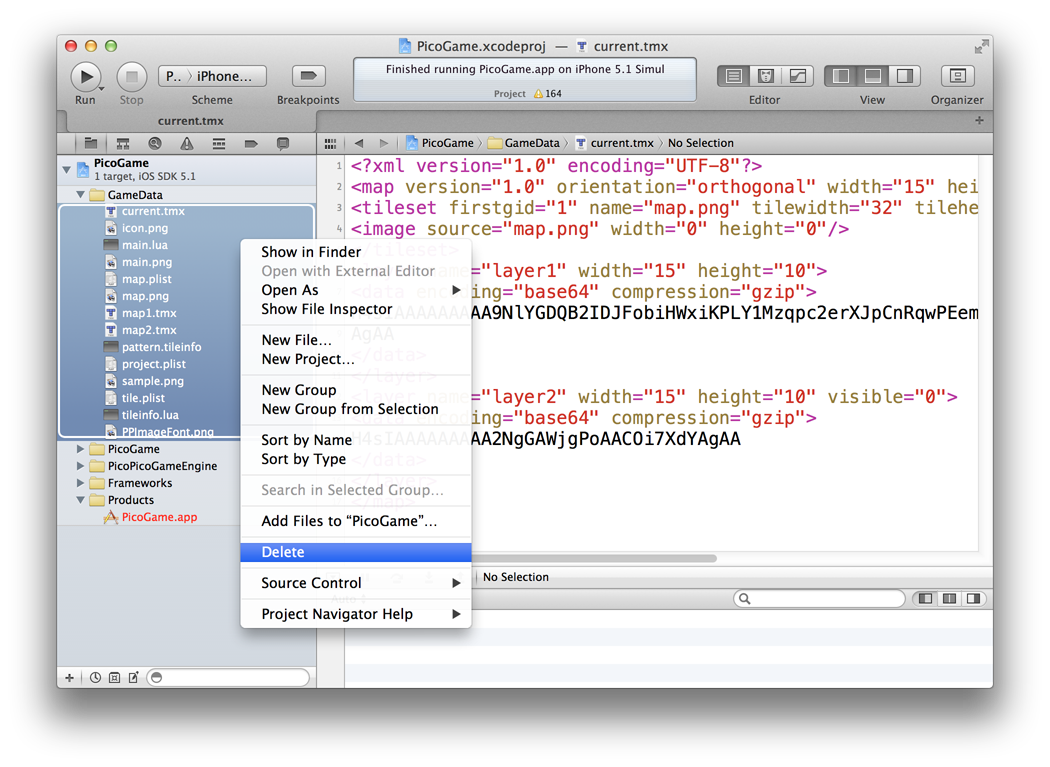 PicoGame.xcodeproj — current.tmx
P.. 〉iPhone...
Finished running PicoGame.app on iPhone 5.1 Simul
Project 164
Run Stop Scheme Breakpoints Editor View Organizer
current.tmx
PicoGame 〉 GameData 〉 current.tmx 〉 No Selection
PicoGame
1 target, iOS SDK 5.1
GameData
current.tmx
icon.png
main.lua
main.png
map.plist
map.png
map1.tmx
map2.tmx
pattern.tileinfo
project.plist
sample.png
tile.plist
tileinfo.lua
PPImageFont.png
PicoGame
PicoPicoGameEngine
Frameworks
Products
PicoGame.app
Show in Finder
Open with External Editor
Open As
Show File Inspector
New File...
New Project...
New Group
New Group from Selection
Sort by Name
Sort by Type
Search in Selected Group...
Add Files to “PicoGame”...
Delete
Source Control
Project Navigator Help
1 <?xml version="1.0" encoding="UTF-8"?>
2 <map version="1.0" orientation="orthogonal" width="15" hei
3 <tileset firstgid="1" name="map.png" tilewidth="32" tilehe
4 <image source="map.png" width="0" height="0"/>
</tileset>
="layer1" width="15" height="10">
<data encoding="base64" compression="gzip">
AAAAAAAA9NlYGDQB2IDJFobiHWxiKPLY1Mzqpc2erXJpCnRqwPEem
AgAA
</data>
</layer>
<layer name="layer2" width="15" height="10" visible="0">
encoding="base64" compression="gzip">
H4sIAAAAAAAAA2NgGAWjgPoAACOi7XdYAgAA
</data>
</layer>
</map>
No Selection